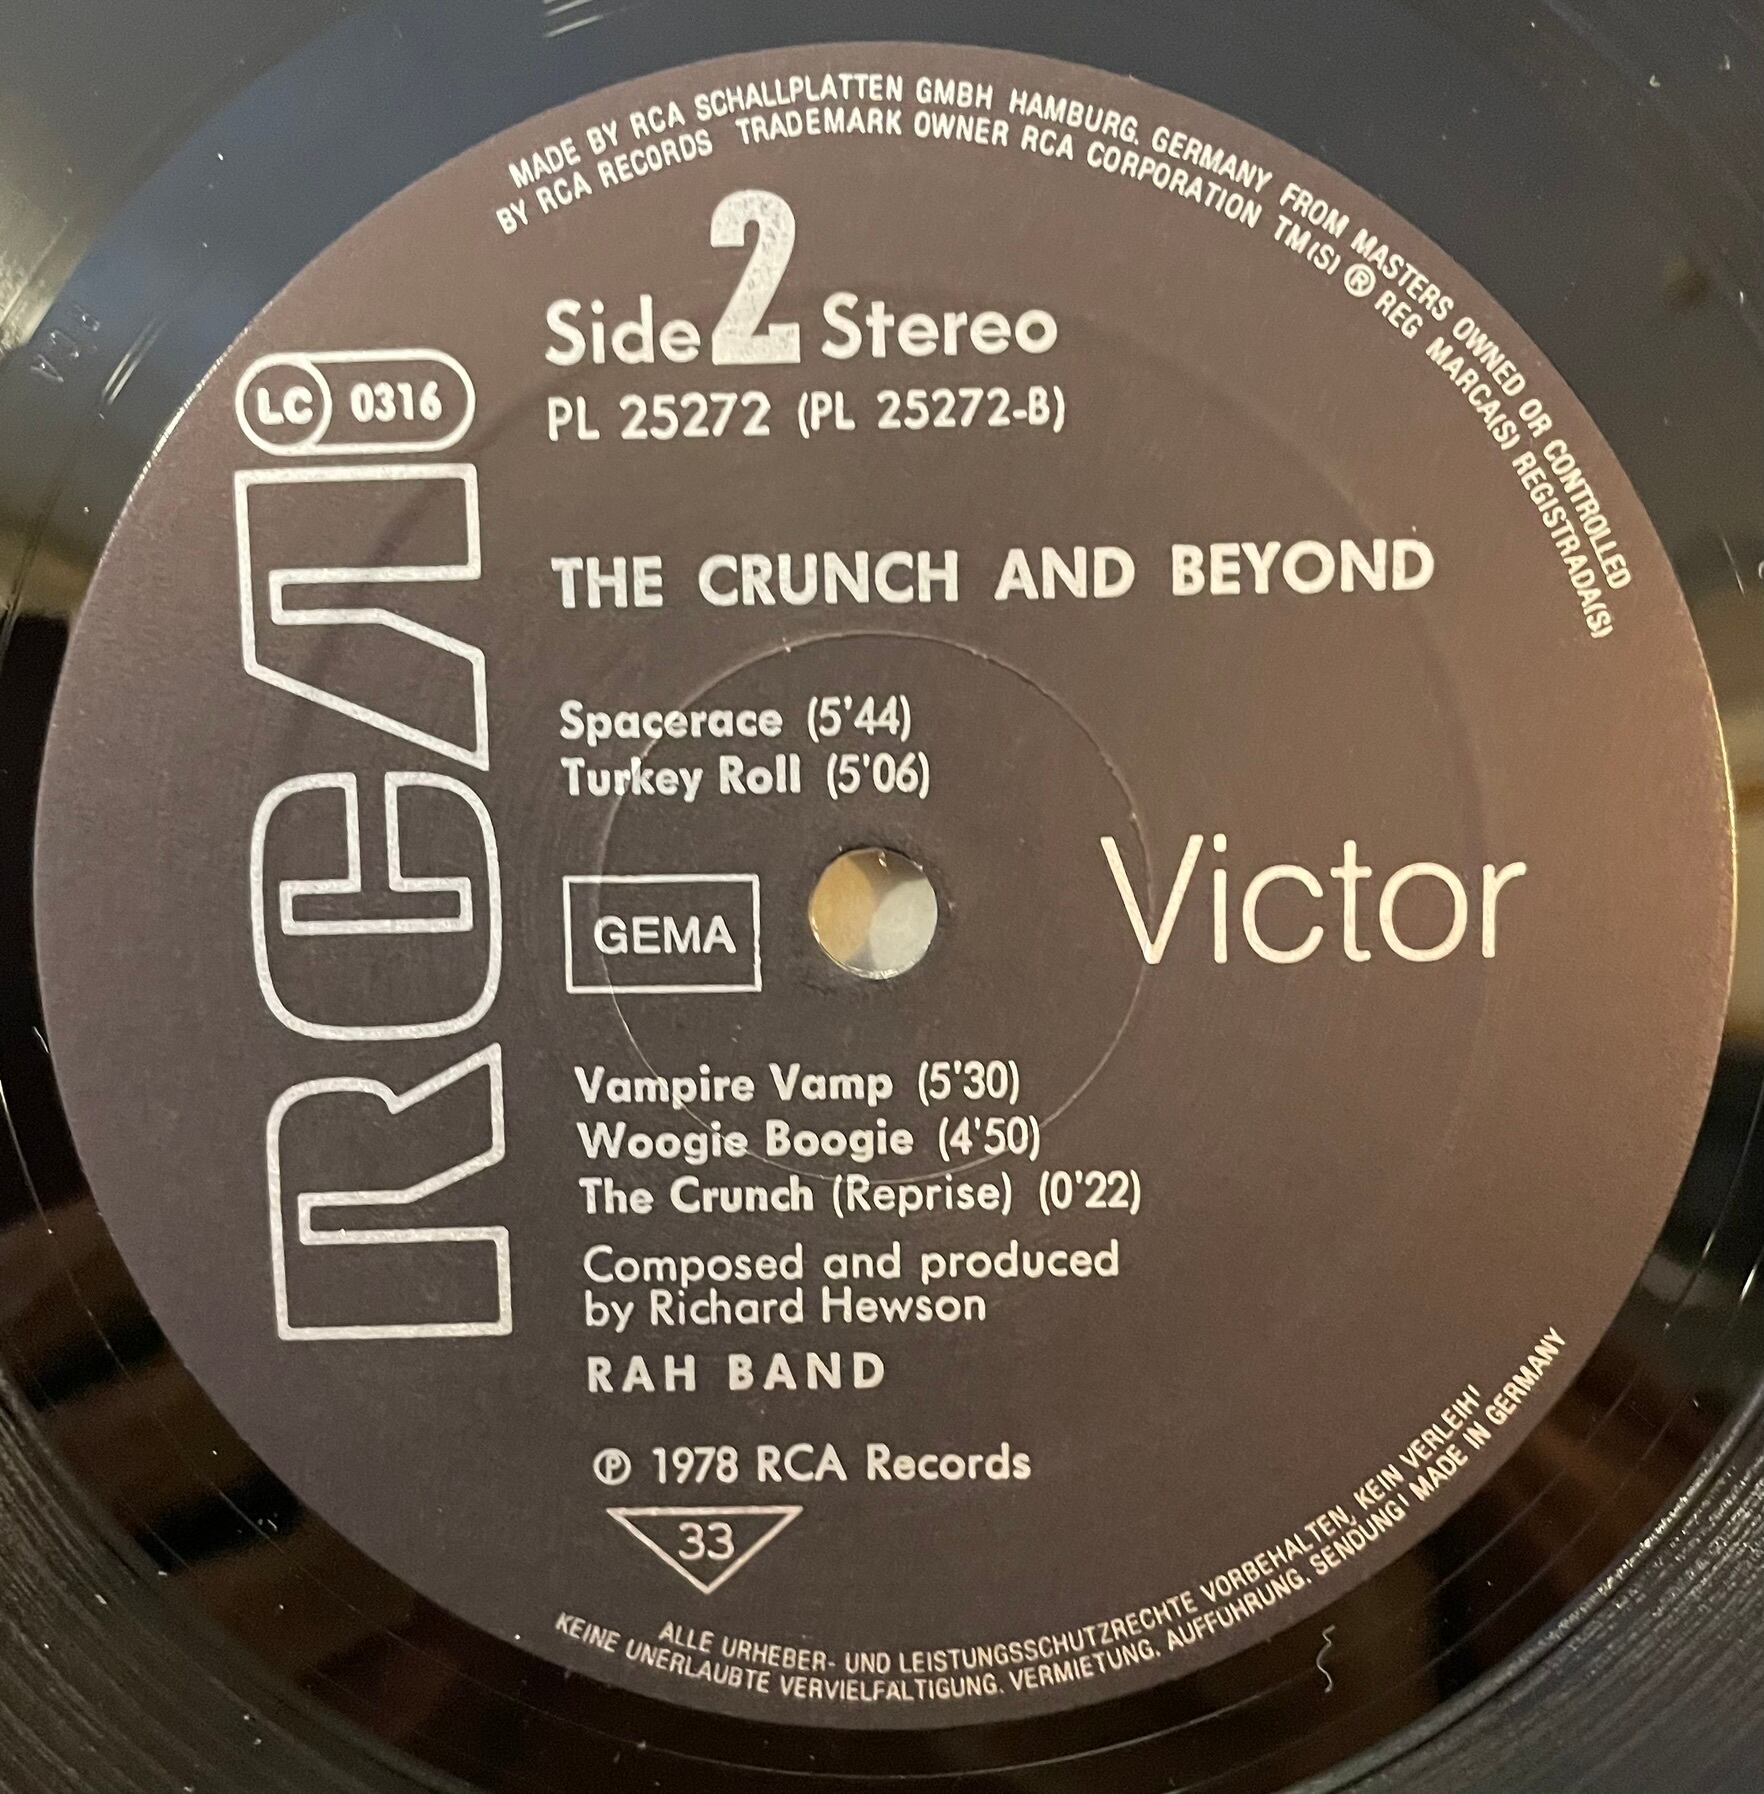 MADE BY RCA SCHALLPLATTEN GMBH HAMBURG. GERMANY FROM MASTERS OWNED OR CONTROLLED
BY RCA RECORDS TRADEMARK OWNER RCA CORPORATION TM(S) ® REG MARCA(S) REGISTRADA(S)
Side 2 Stereo
LC 0316
PL 25272 (PL 25272-B)
RCA
THE CRUNCH AND BEYOND
Spacerace (5'44)
Turkey Roll (5'06)
Victor
GEMA
Vampire Vamp (5'30)
Woogie Boogie (4'50)
The Crunch (Reprise) (0'22)
Composed and produced
by Richard Hewson
RAH BAND
℗ 1978 RCA Records
33
ALLE URHEBER- UND LEISTUNGSSCHUTZRECHTE VORBEHALTEN, KEIN VERLEIH!
KEINE UNERLAUBTE VERVIELFÄLTIGUNG. VERMIETUNG. AUFFÜHRUNG. SENDUNG! MADE IN GERMANY